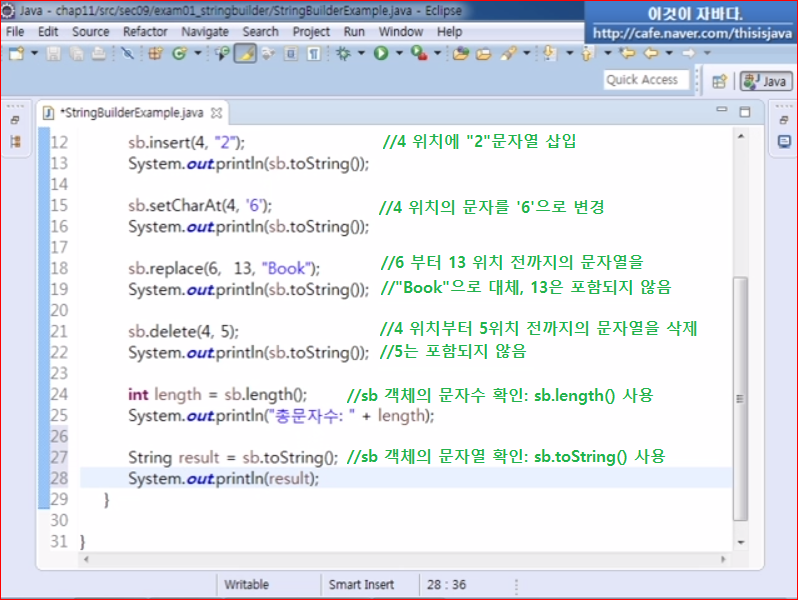 Java - chap11/src/sec09/exam01_stringbuilder/StringBuilderExample.java - Eclipse
이것이 자바다.
http://cafe.naver.com/thisisjava
File Edit Source Refactor Navigate Search Project Run Window Help
Quick Access
Java
*StringBuilderExample.java
12 sb.insert(4, "2"); //4 위치에 "2"문자열 삽입
13 System.out.println(sb.toString());
14
15 sb.setCharAt(4, '6'); //4 위치의 문자를 '6'으로 변경
16 System.out.println(sb.toString());
17
18 sb.replace(6, 13, "Book"); //6 부터 13 위치 전까지의 문자열을
19 System.out.println(sb.toString()); //"Book"으로 대체, 13은 포함되지 않음
20
21 sb.delete(4, 5); //4 위치부터 5위치 전까지의 문자열을 삭제
22 System.out.println(sb.toString()); //5는 포함되지 않음
23
24 int length = sb.length(); //sb 객체의 문자수 확인: sb.length() 사용
25 System.out.println("총문자수: " + length);
26
27 String result = sb.toString(); //sb 객체의 문자열 확인: sb.toString() 사용
28 System.out.println(result);
29 }
30
31 }
Writable Smart Insert 28 : 36